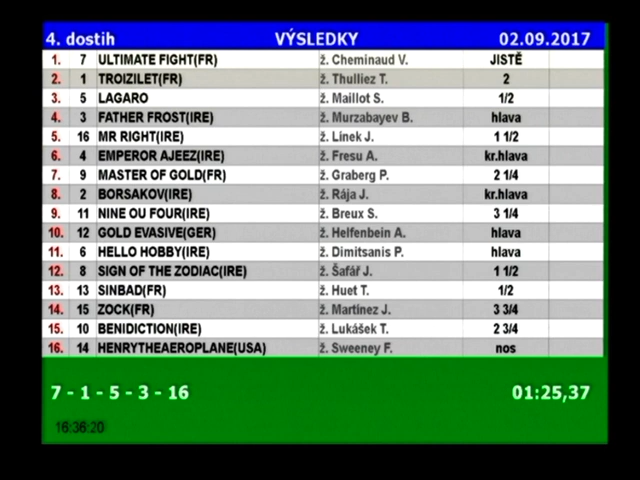 4. dostih VÝSLEDKY 02.09.2017
1. 7 ULTIMATE FIGHT(FR) ž. Cheminaud V. JISTĚ
2. 1 TROIZILET(FR) ž. Thulliez T. 2
3. 5 LAGARO ž. Maillot S. 1/2
4. 3 FATHER FROST(IRE) ž. Murzabayev B. hlava
5. 16 MR RIGHT(IRE) ž. Línek J. 1 1/2
6. 4 EMPEROR AJEEZ(IRE) ž. Fresu A. kr.hlava
7. 9 MASTER OF GOLD(FR) ž. Graberg P. 2 1/4
8. 2 BORSAKOV(IRE) ž. Rája J. kr.hlava
9. 11 NINE OU FOUR(IRE) ž. Breux S. 3 1/4
10. 12 GOLD EVASIVE(GER) ž. Helfenbein A. hlava
11. 6 HELLO HOBBY(IRE) ž. Dimitsanis P. hlava
12. 8 SIGN OF THE ZODIAC(IRE) ž. Šafář J. 1 1/2
13. 13 SINBAD(FR) ž. Huet T. 1/2
14. 15 ZOCK(FR) ž. Martinez J. 3 3/4
15. 10 BENIDICTION(IRE) ž. Lukášek T. 2 3/4
16. 14 HENRYTHEAEROPLANE(USA) ž. Sweeney F. nos
7 - 1 - 5 - 3 - 16 01:25,37
16:36:20